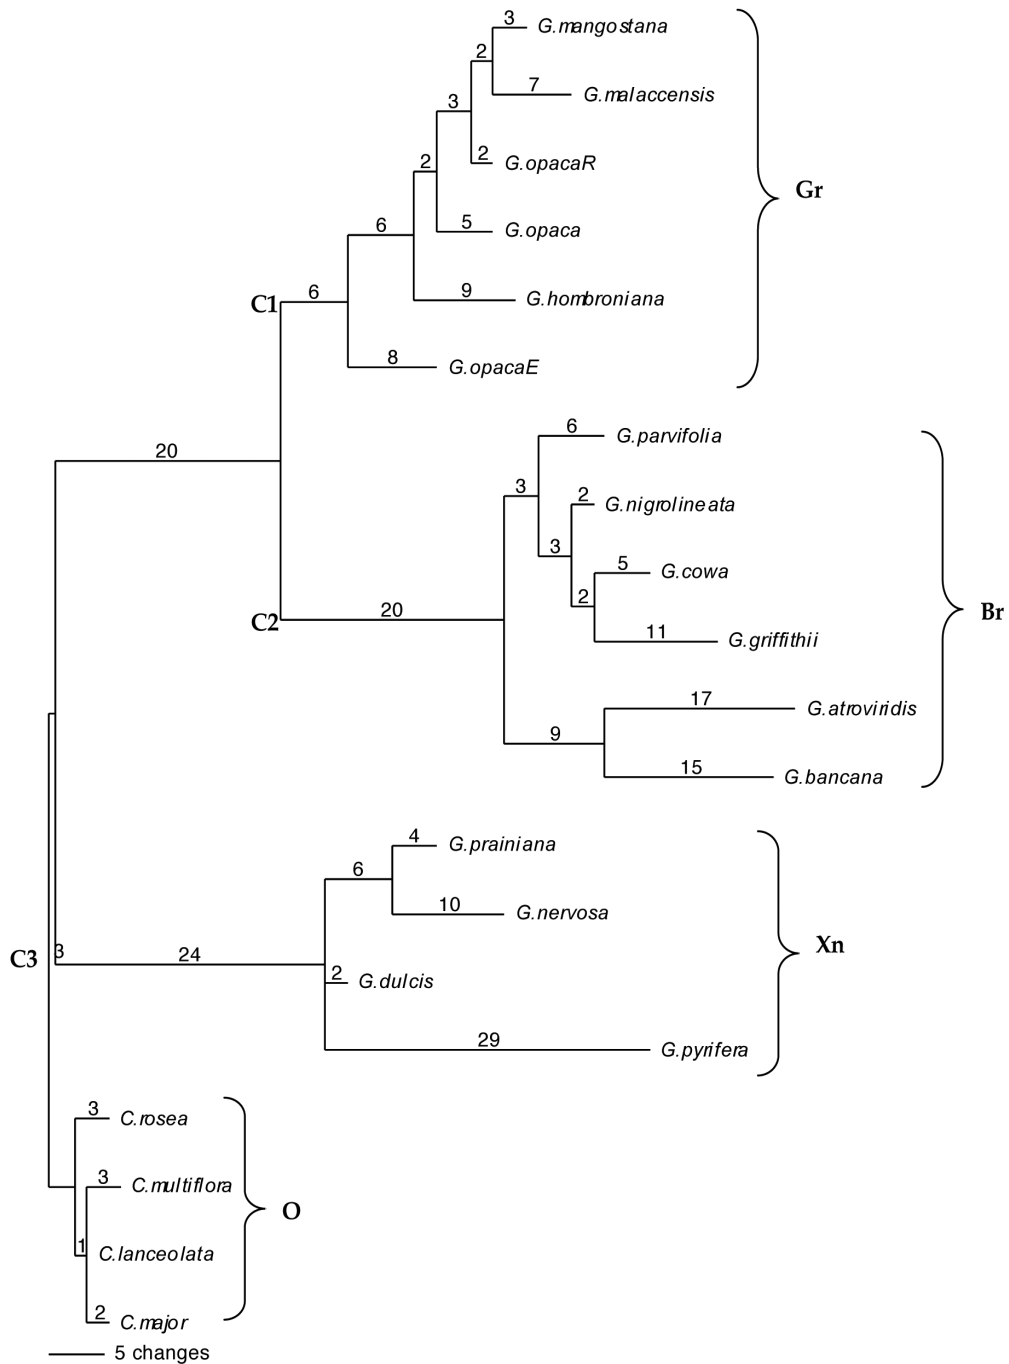 3
G.mangostana
2
7
G.malaccensis
3
2
G.opacaR
Gr
2
5
G.opaca
6
9
G.hombroniana
C1
6
8
G.opacaE
6
G.parvifolia
20
3
2
G.nigrolineata
3
5
G.cowa
C2
20
2
11
G.griffithii
Br
17
G.atroviridis
9
15
G.bancana
4
G.prainiana
6
10
G.nervosa
Xn
C3
3
24
2
G.dulcis
29
G.pyrifera
3
C.rosea
3
C.multiflora
O
1
C.lanceolata
2
C.major
5 changes